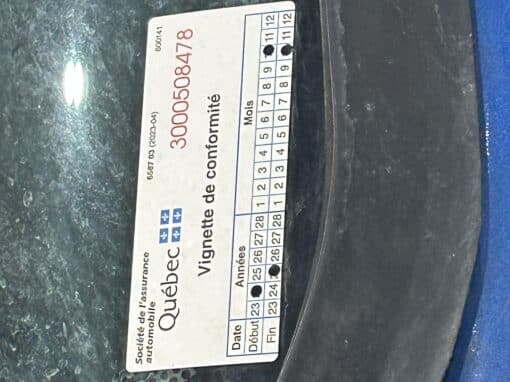 Société de l'assurance
automobile
Québec
6567 03 (2023-04)
600141
3000508478
Vignette de conformité
Date Années Mois
Début 23 25 26 27 28 1 2 3 4 5 6 7 8 9 11 12
Fin 23 24 26 27 28 1 2 3 4 5 6 7 8 9 11 12